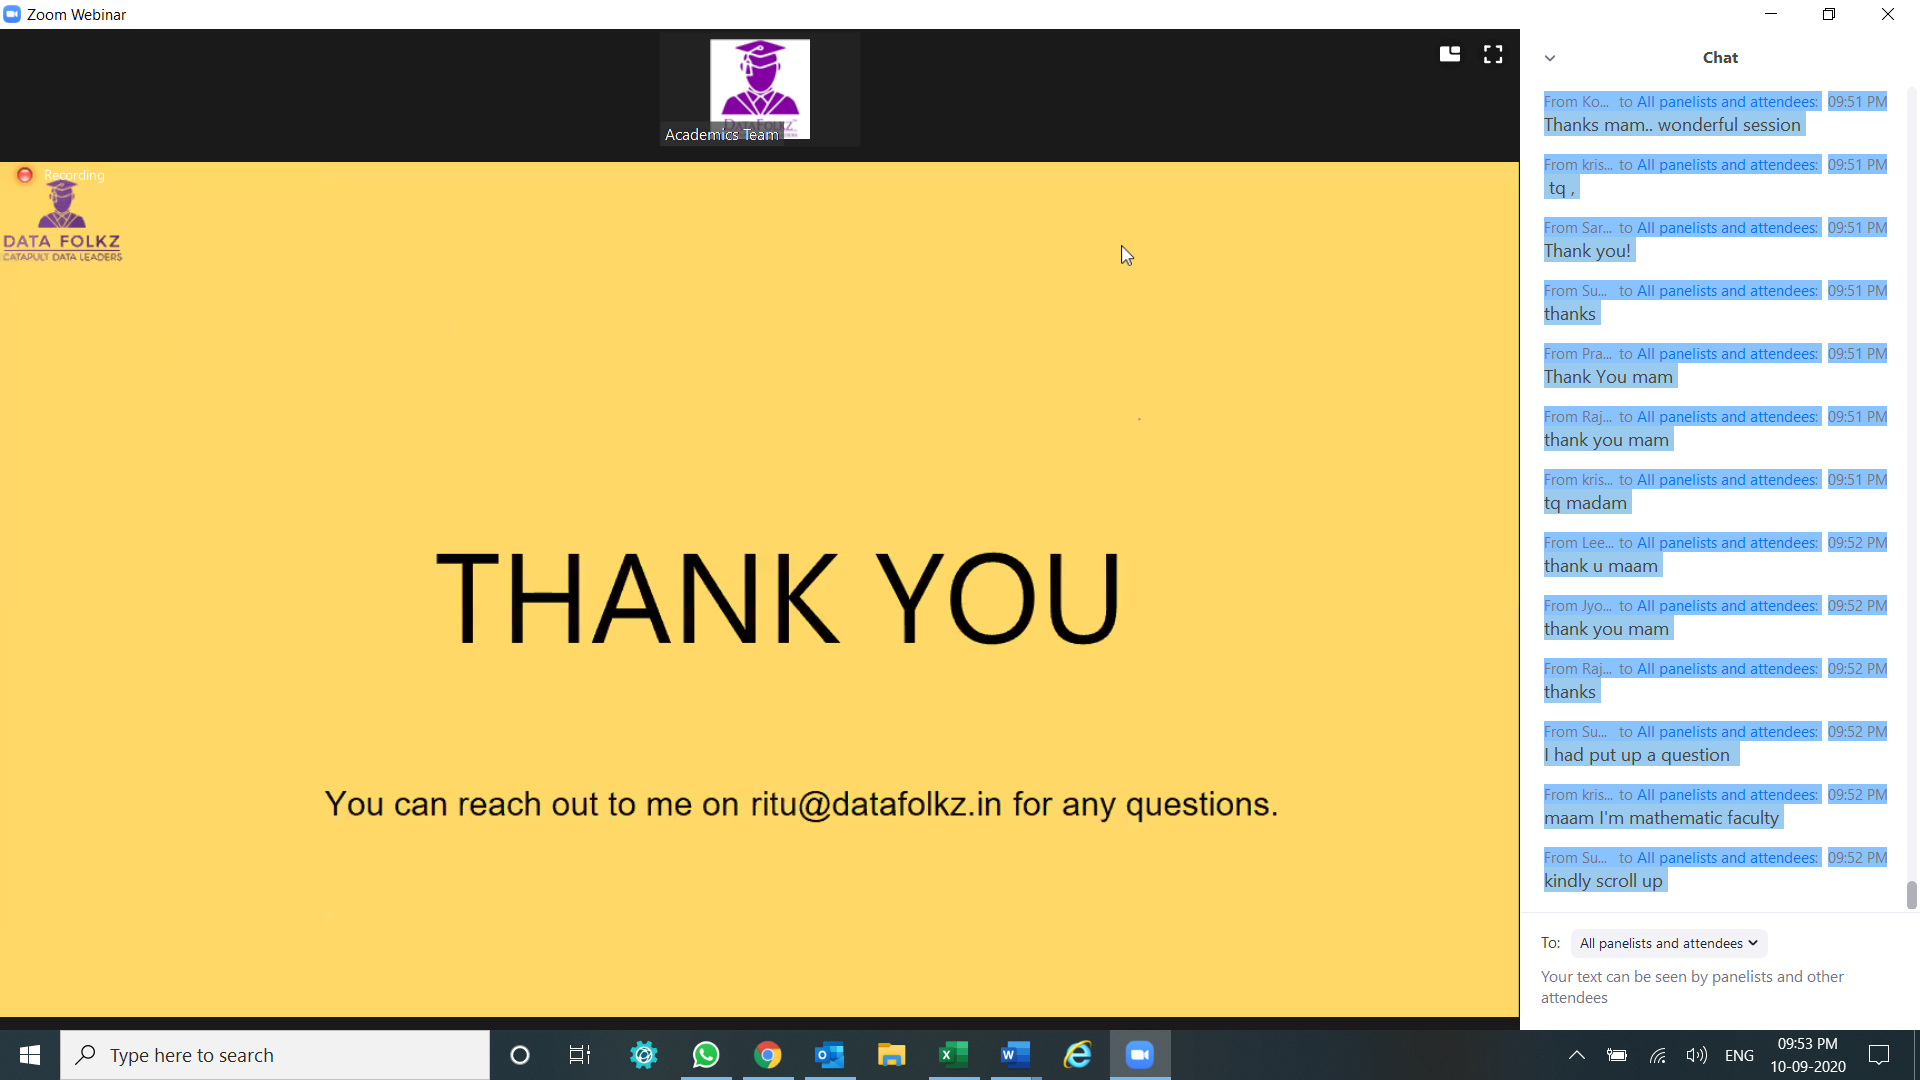 Zoom Webinar
Academics Team
Recording
DATA FOLKZ
CATAPULT DATA LEADERS
THANK YOU
You can reach out to me on ritu@datafolkz.in for any questions.
Chat
From Ko... to All panelists and attendees: 09:51 PM
Thanks mam.. wonderful session
From kris... to All panelists and attendees: 09:51 PM
tq ,
From Sar... to All panelists and attendees: 09:51 PM
Thank you!
From Su... to All panelists and attendees: 09:51 PM
thanks
From Pra... to All panelists and attendees: 09:51 PM
Thank You mam
From Raj... to All panelists and attendees: 09:51 PM
thank you mam
From kris... to All panelists and attendees: 09:51 PM
tq madam
From Lee... to All panelists and attendees: 09:52 PM
thank u maam
From Jyo... to All panelists and attendees: 09:52 PM
thank you mam
From Raj... to All panelists and attendees: 09:52 PM
thanks
From Su... to All panelists and attendees: 09:52 PM
I had put up a question
From kris... to All panelists and attendees: 09:52 PM
maam I'm mathematic faculty
From Su... to All panelists and attendees: 09:52 PM
kindly scroll up
To: All panelists and attendees
Your text can be seen by panelists and other
attendees
Type here to search
ENG
09:53 PM
10-09-2020